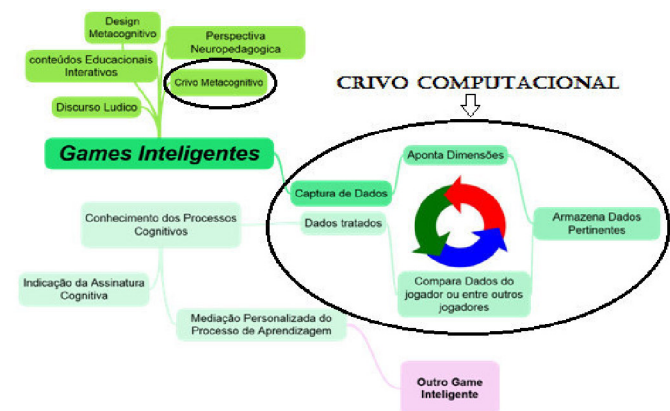 Design
Metacognitivo
Perspectiva
Neuropedagogica
conteúdos Educacionais
Interativos
Crivo Metacognitivo
CRIVO COMPUTACIONAL
Discurso Ludico
Games Inteligentes
Aponta Dimensões
Captura de Dados
Conhecimento dos Processos
Cognitivos
Dados tratados
Armazena Dados
Pertinentes
Indicação da Assinatura
Cognitiva
Compara Dados do
jogador ou entre outros
jogadores
Mediação Personalizada do
Processo de Aprendizagem
Outro Game
Inteligente